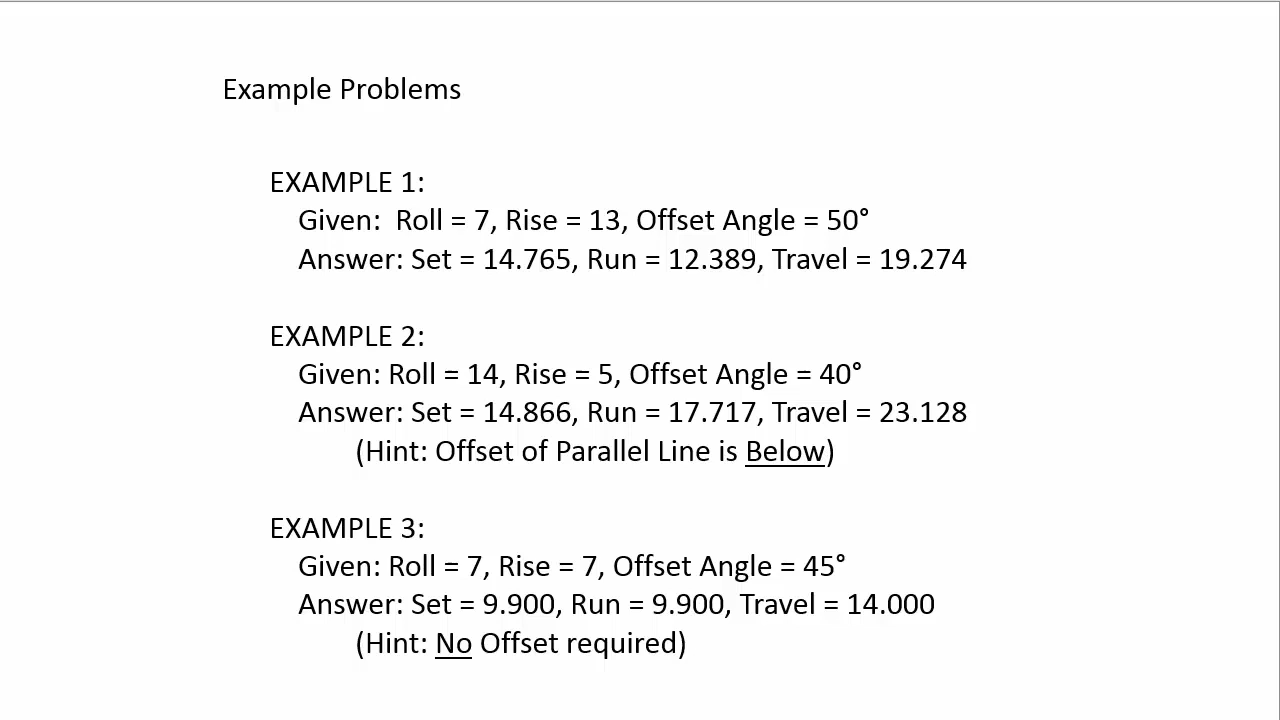 Example Problems
EXAMPLE 1:
Given:  Roll = 7, Rise = 13, Offset Angle = 50°
Answer: Set = 14.765, Run = 12.389, Travel = 19.274
EXAMPLE 2:
Given: Roll = 14, Rise = 5, Offset Angle = 40°
Answer: Set = 14.866, Run = 17.717, Travel = 23.128
(Hint: Offset of Parallel Line is Below)
EXAMPLE 3:
Given: Roll = 7, Rise = 7, Offset Angle = 45°
Answer: Set = 9.900, Run = 9.900, Travel = 14.000
(Hint: No Offset required)